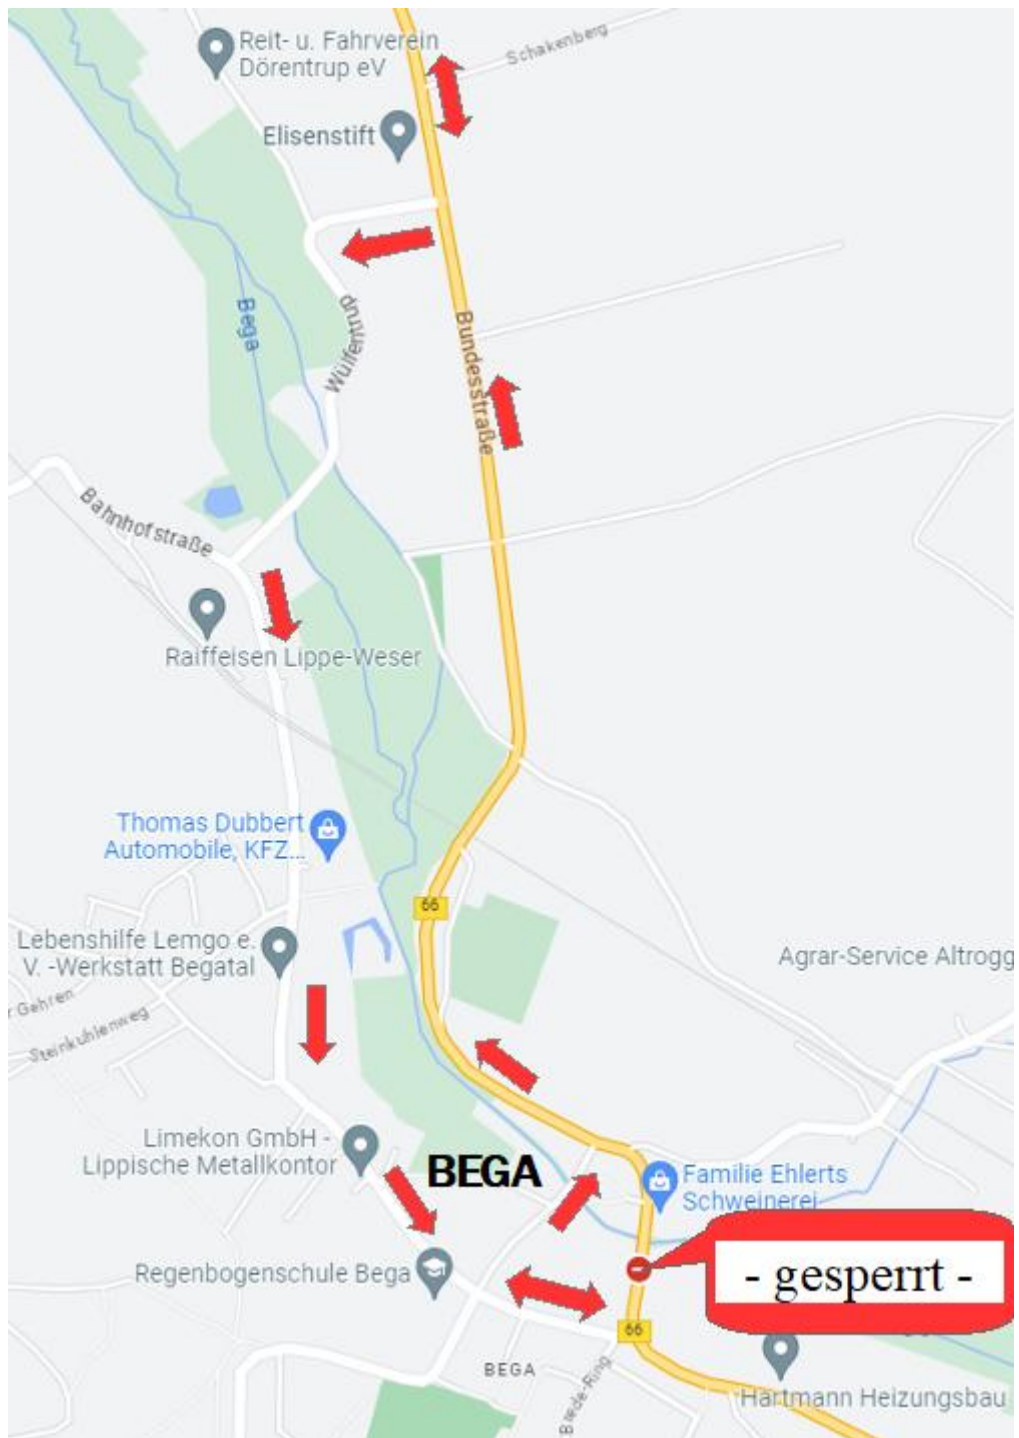 Reit- u. Fahrverein
Dörentrup eV
Schakenberg
Elisenstift
Bega
Wülfentrup
Bundesstraße
Bahnhofstraße
Raiffeisen Lippe-Weser
Thomas Dubbert
Automobile, KFZ...
66
Lebenshilfe Lemgo e.
V. -Werkstatt Begatal
Agrar-Service Altrogg
r Gehren
Steinkuhlenweg
Limekon GmbH -
Lippische Metallkontor
BEGA
Familie Ehlerts
Schweinerei
Regenbogenschule Bega
- gesperrt -
66
BEGA
Hartmann Heizungsbau